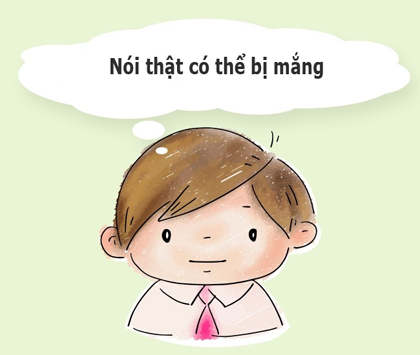 Nói thật có thể bị mắng